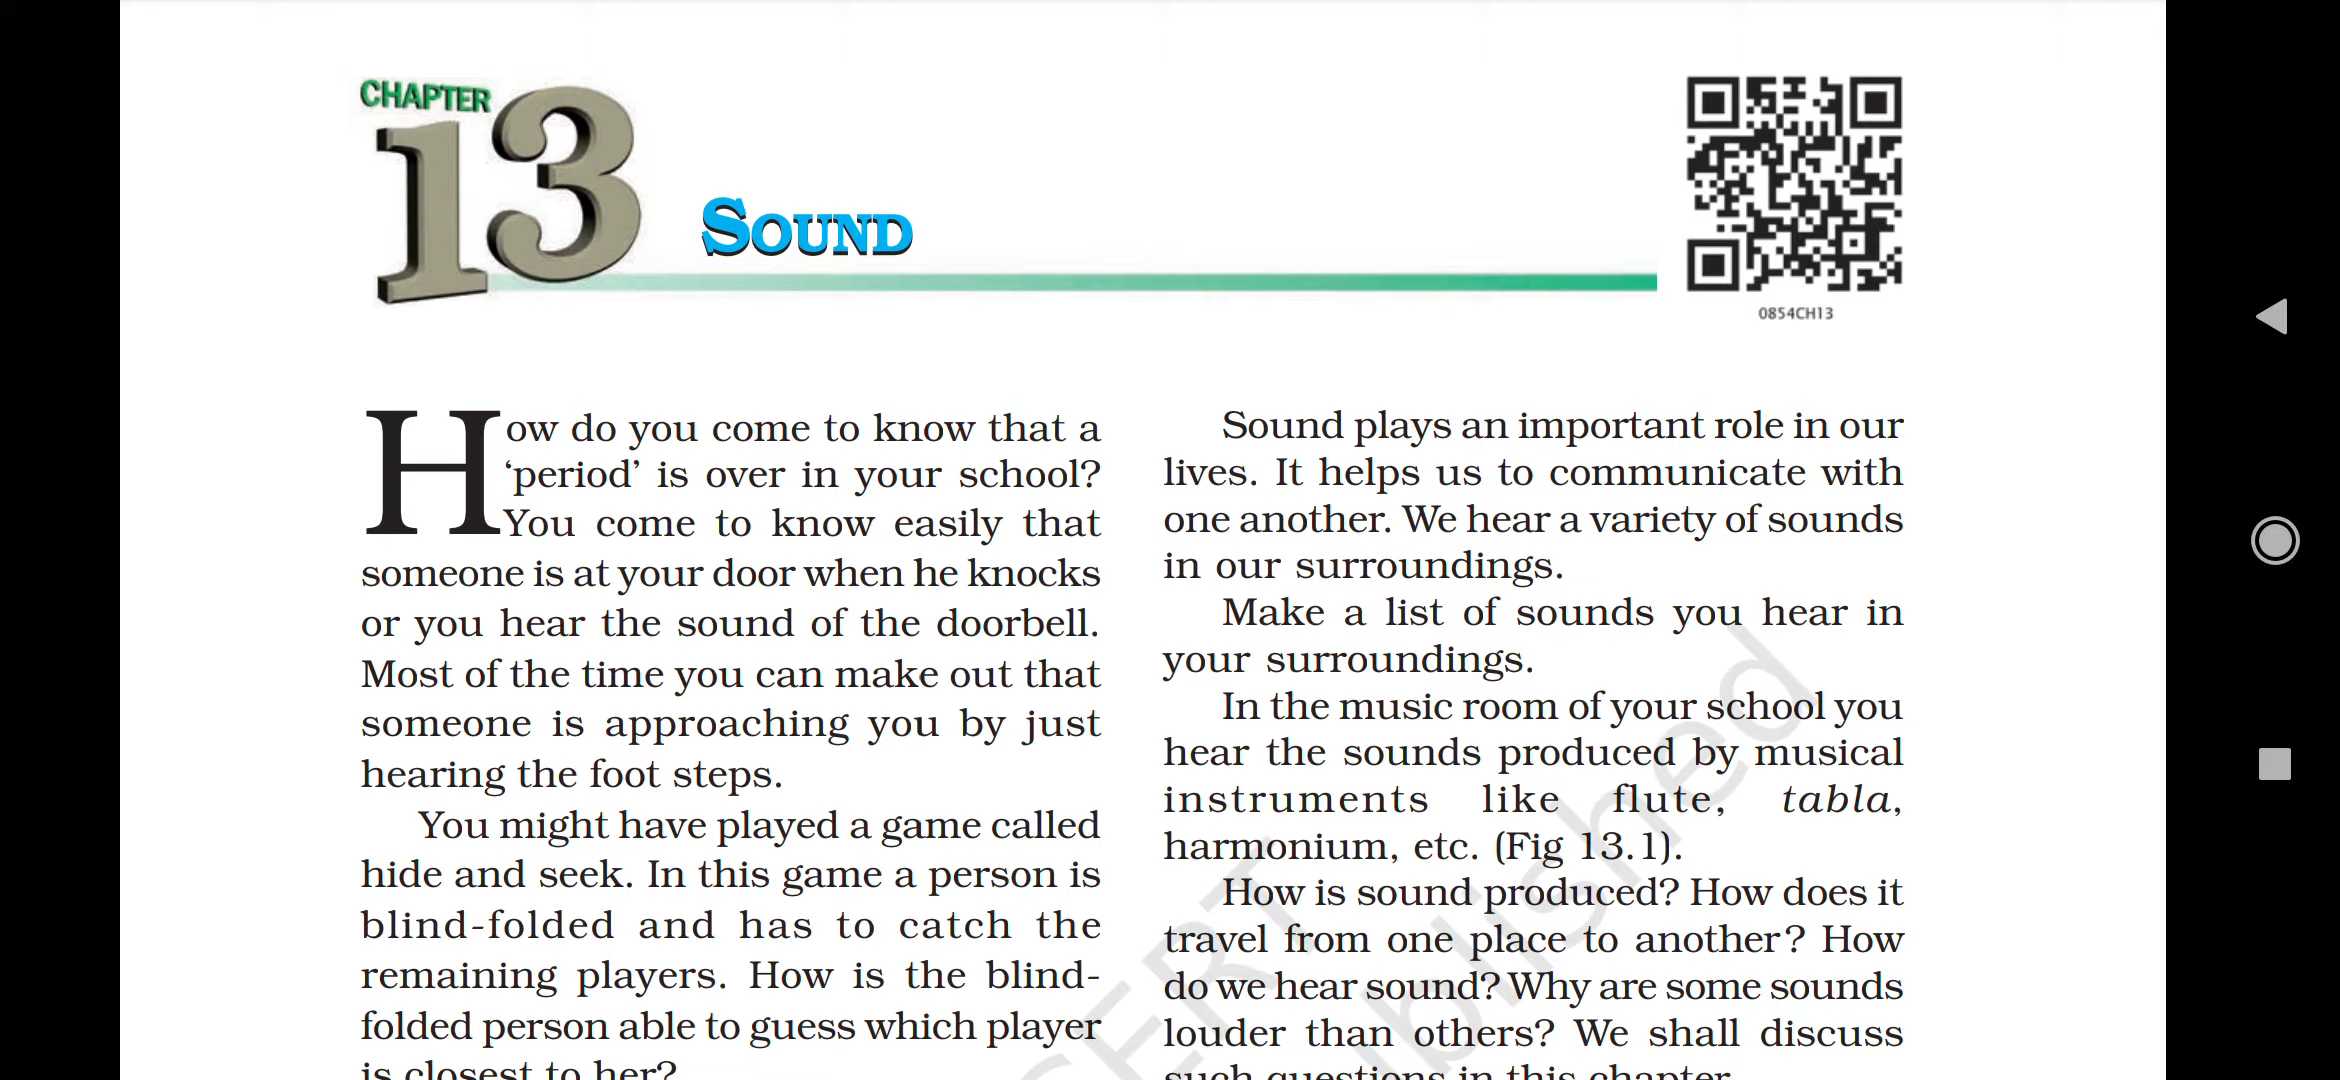 CHAPTER
13
SOUND
0854CH13
How do you come to know that a
‘period’ is over in your school?
You come to know easily that
someone is at your door when he knocks
or you hear the sound of the doorbell.
Most of the time you can make out that
someone is approaching you by just
hearing the foot steps.
You might have played a game called
hide and seek. In this game a person is
blind-folded and has to catch the
remaining players. How is the blind-
folded person able to guess which player
is closest to her?
Sound plays an important role in our
lives. It helps us to communicate with
one another. We hear a variety of sounds
in our surroundings.
Make a list of sounds you hear in
your surroundings.
In the music room of your school you
hear the sounds produced by musical
instruments like flute, tabla,
harmonium, etc. (Fig 13.1).
How is sound produced? How does it
travel from one place to another? How
do we hear sound? Why are some sounds
louder than others? We shall discuss
such questions in this chapter.